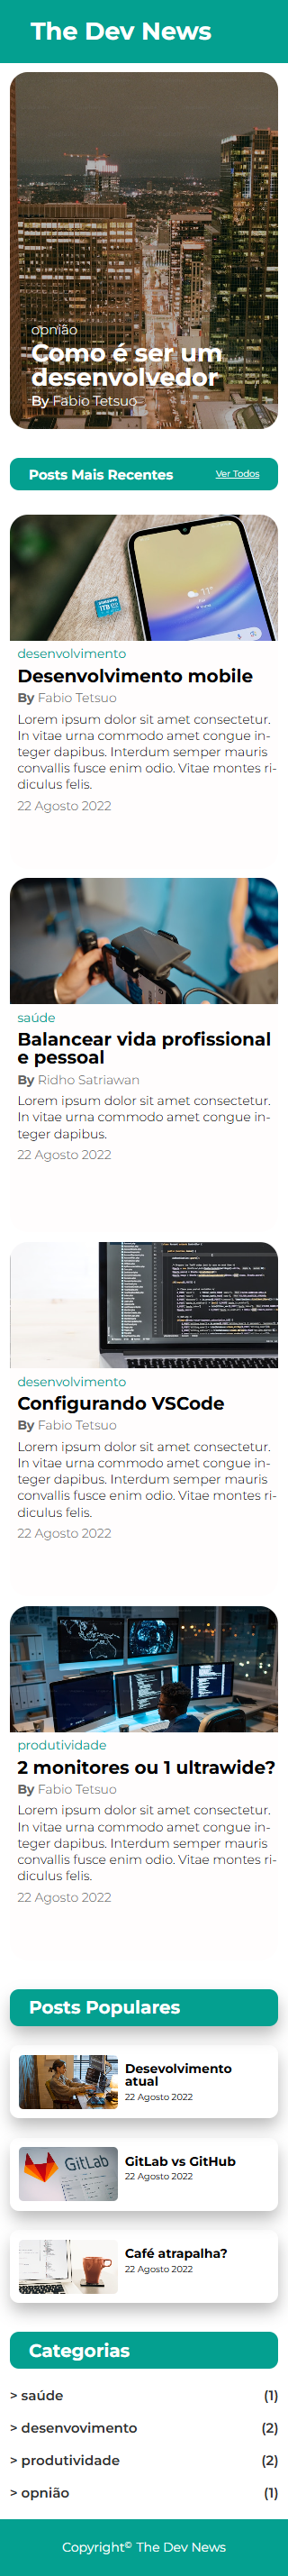 The Dev News
opnião
Como é ser um
desenvolvedor
By Fabio Tetsuo
Posts Mais Recentes
Ver Todos
desenvolvimento
Desenvolvimento mobile
By Fabio Tetsuo
Lorem ipsum dolor sit amet consectetur.
In vitae urna commodo amet congue in-
teger dapibus. Interdum semper mauris
convallis fusce enim odio. Vitae montes ri-
diculus felis.
22 Agosto 2022
saúde
Balancear vida profissional
e pessoal
By Ridho Satriawan
Lorem ipsum dolor sit amet consectetur.
In vitae urna commodo amet congue in-
teger dapibus.
22 Agosto 2022
desenvolvimento
Configurando VSCode
By Fabio Tetsuo
Lorem ipsum dolor sit amet consectetur.
In vitae urna commodo amet congue in-
teger dapibus. Interdum semper mauris
convallis fusce enim odio. Vitae montes ri-
diculus felis.
22 Agosto 2022
produtividade
2 monitores ou 1 ultrawide?
By Fabio Tetsuo
Lorem ipsum dolor sit amet consectetur.
In vitae urna commodo amet congue in-
teger dapibus. Interdum semper mauris
convallis fusce enim odio. Vitae montes ri-
diculus felis.
22 Agosto 2022
Posts Populares
Desevolvimento
atual
22 Agosto 2022
GitLab
GitLab vs GitHub
22 Agosto 2022
Café atrapalha?
22 Agosto 2022
Categorias
> saúde (1)
> desenvovimento (2)
> produtividade (2)
> opnião (1)
Copyright© The Dev News